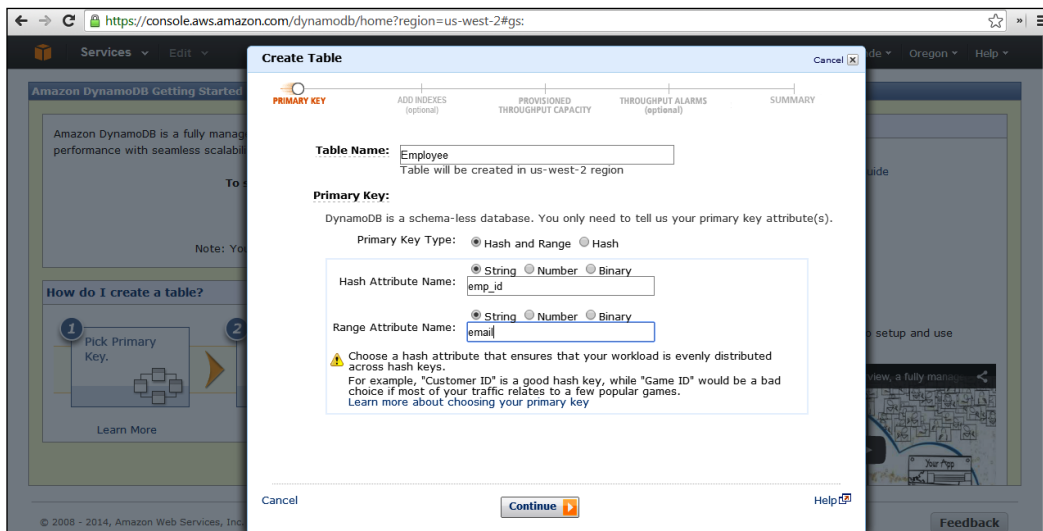 https://console.aws.amazon.com/dynamodb/home?region=us-west-2#gs:
Services Edit
Oregon Help
Amazon DynamoDB Getting Started
Amazon DynamoDB is a fully
performance with seamless
To
Note:
How do I create a table?
1
Pick Primary
Key.
2
Learn More
Create Table
Cancel
PRIMARY KEY
ADD INDEXES
(optional)
PROVISIONED
THROUGHPUT CAPACITY
THROUGHPUT ALARMS
(optional)
SUMMARY
Table Name: Employee
Table will be created in us-west-2 region
Primary Key:
DynamoDB is a schema-less database. You only need to tell us your primary key attribute(s).
Primary Key Type: Hash and Range Hash
String Number Binary
Hash Attribute Name: emp_id
String Number Binary
Range Attribute Name: email
Choose a hash attribute that ensures that your workload is evenly distributed
across hash keys.
For example, "Customer ID" is a good hash key, while "Game ID" would be a bad
choice if most of your traffic relates to a few popular games.
Learn more about choosing your primary key
Cancel
Continue
Help
setup and use
a fully
Your App
© 2008 - 2014, Amazon Web Services, Inc.
Feedback